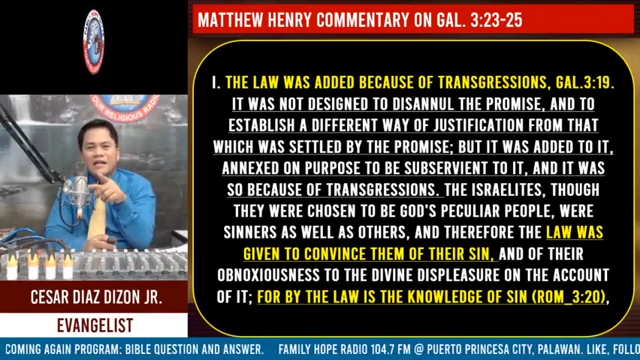 MATTHEW HENRY COMMENTARY ON GAL. 3:23-25
I. THE LAW WAS ADDED BECAUSE OF TRANSGRESSIONS, GAL.3:19.
IT WAS NOT DESIGNED TO DISANNUL THE PROMISE, AND TO
ESTABLISH A DIFFERENT WAY OF JUSTIFICATION FROM THAT
WHICH WAS SETTLED BY THE PROMISE; BUT IT WAS ADDED TO IT,
ANNEXED ON PURPOSE TO BE SUBSERVIENT TO IT, AND IT WAS
SO BECAUSE OF TRANSGRESSIONS. THE ISRAELITES, THOUGH
THEY WERE CHOSEN TO BE GOD'S PECULIAR PEOPLE, WERE
SINNERS AS WELL AS OTHERS, AND THEREFORE THE LAW WAS
GIVEN TO CONVINCE THEM OF THEIR SIN, AND OF THEIR
OBNOXIOUSNESS TO THE DIVINE DISPLEASURE ON THE ACCOUNT
OF IT; FOR BY THE LAW IS THE KNOWLEDGE OF SIN (ROM_3:20),
OUR RELIGIOUS RADIO
CESAR DIAZ DIZON JR.
EVANGELIST
COMING AGAIN PROGRAM: BIBLE QUESTION AND ANSWER. FAMILY HOPE RADIO 104.7 FM @ PUERTO PRINCESA CITY, PALAWAN. LIKE, FOLLO